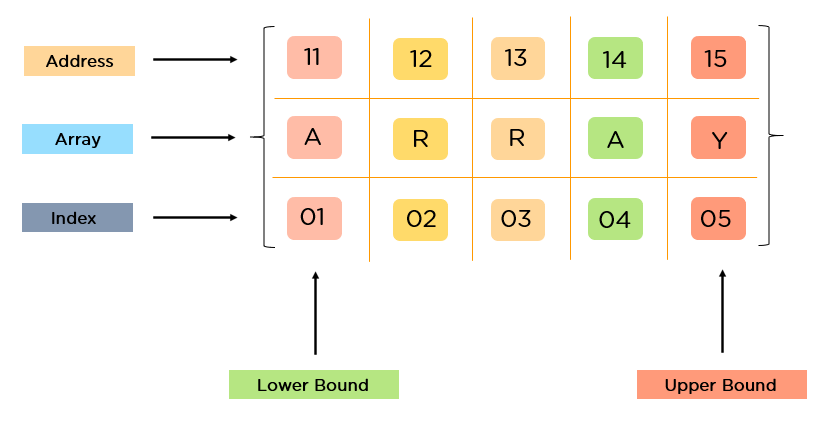 Address 11 12 13 14 15
Array A R R A Y
Index 01 02 03 04 05
Lower Bound Upper Bound